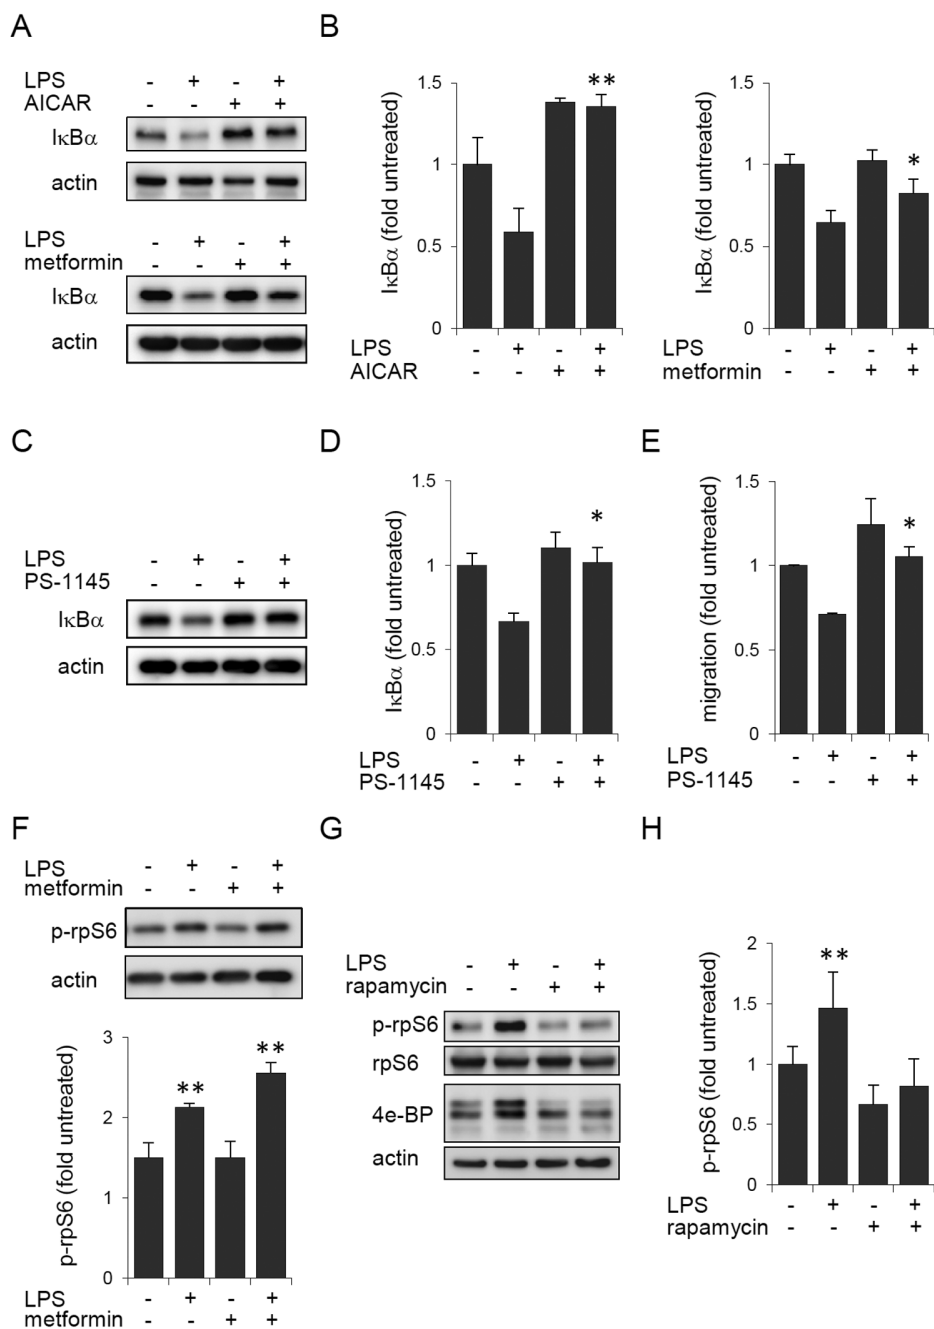 A
LPS - + - +
AICAR - - + +
IκBα
actin
LPS - + - +
metformin - - + +
IκBα
actin
B
IκBα (fold untreated)
1.5
1
0.5
0
**
LPS - + - +
AICAR - - + +
IκBα (fold untreated)
1.5
1
0.5
0
*
LPS - + - +
metformin - - + +
C
LPS - + - +
PS-1145 - - + +
IκBα
actin
D
IκBα (fold untreated)
1.5
1
0.5
0
*
LPS - + - +
PS-1145 - - + +
E
migration (fold untreated)
1.5
1
0.5
0
*
LPS - + - +
PS-1145 - - + +
F
LPS - + - +
metformin - - + +
p-rpS6
actin
p-rpS6 (fold untreated)
3
2
1
0
**
**
LPS - + - +
metformin - - + +
G
LPS - + - +
rapamycin - - + +
p-rpS6
rpS6
4e-BP
actin
H
p-rpS6 (fold untreated)
2
1.5
1
0.5
0
**
LPS - + - +
rapamycin - - + +